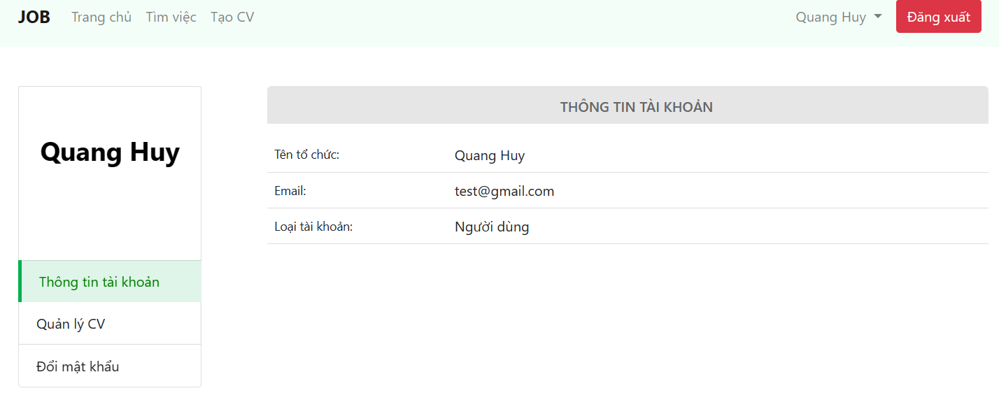 JOB Trang chủ Tìm việc Tạo CV Quang Huy Đăng xuất
Quang Huy
Thông tin tài khoản
Quản lý CV
Đổi mật khẩu
THÔNG TIN TÀI KHOẢN
Tên tổ chức: Quang Huy
Email: test@gmail.com
Loại tài khoản: Người dùng